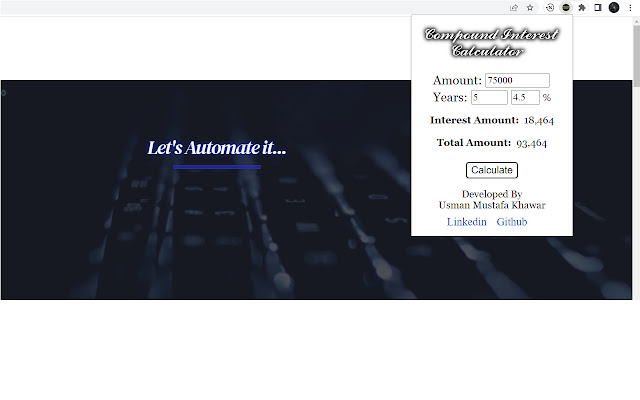 Compound Interest
Calculator
Amount: 75000
Years: 5 4.5 %
Interest Amount: 18,464
Total Amount: 93,464
Let's Automate it...
Calculate
Developed By
Usman Mustafa Khawar
Linkedin Github